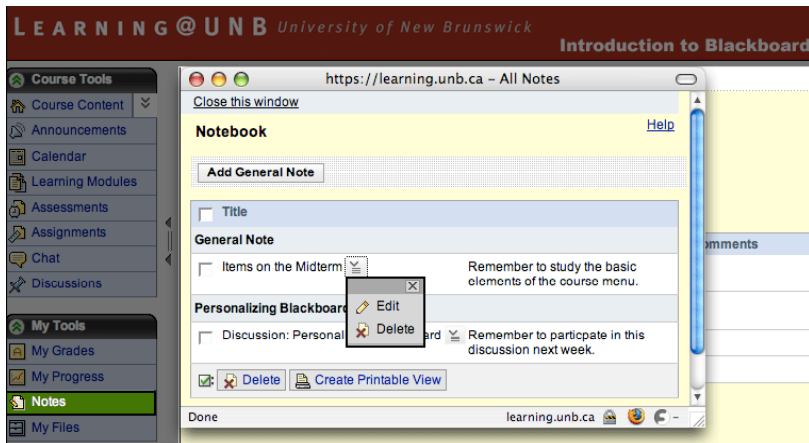 LEARNING@UNB University of New Brunswick
Introduction to Blackboard
Course Tools
Course Content
Announcements
Calendar
Learning Modules
Assessments
Assignments
Chat
Discussions
My Tools
My Grades
My Progress
Notes
My Files
https://learning.unb.ca – All Notes
Close this window
Notebook
Help
Add General Note
Title
General Note
Items on the Midterm
Remember to study the basic
elements of the course menu.
Edit
Delete
Personalizing Blackboard
Discussion: Personal
ard
Remember to particpate in this
discussion next week.
Delete
Create Printable View
Done
learning.unb.ca
omments